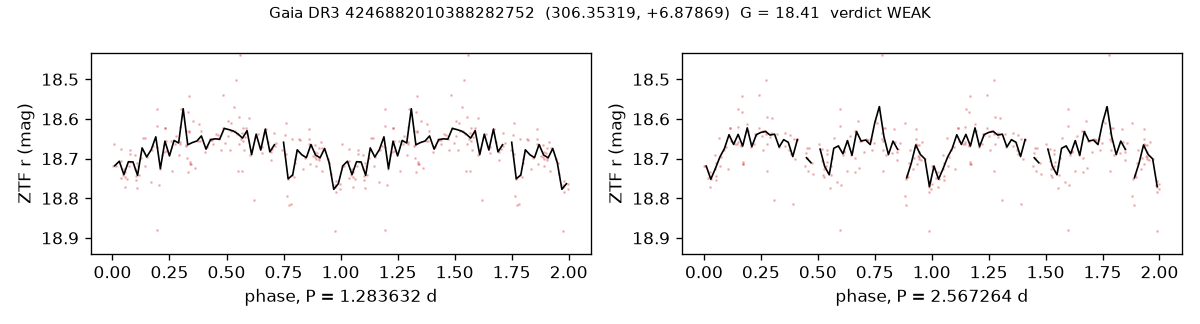 Gaia DR3 4246882010388282752  (306.35319, +6.87869)  G = 18.41  verdict WEAK
ZTF r (mag)
18.5
18.6
18.7
18.8
18.9
0.00 0.25 0.50 0.75 1.00 1.25 1.50 1.75 2.00
phase, P = 1.283632 d
ZTF r (mag)
18.5
18.6
18.7
18.8
18.9
0.00 0.25 0.50 0.75 1.00 1.25 1.50 1.75 2.00
phase, P = 2.567264 d